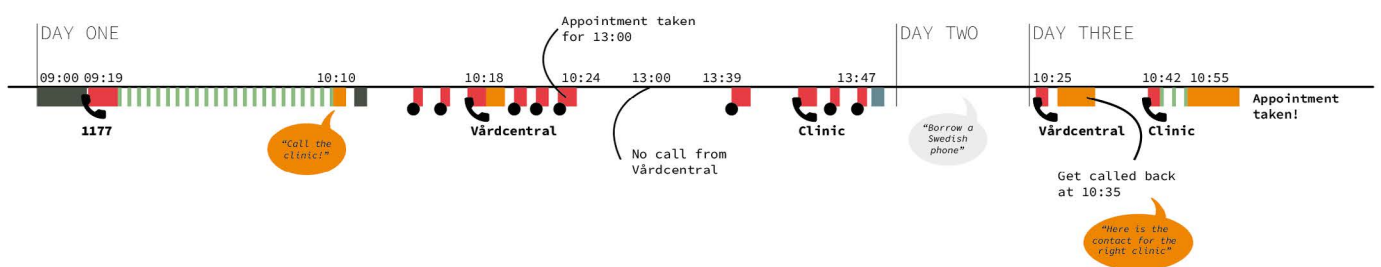 DAY ONE
Appointment taken
for 13:00
DAY TWO
DAY THREE
09:00 09:19 10:10 10:18 10:24 13:00 13:39 13:47 10:25 10:42 10:55
1177
"Call the
clinic!"
Vårdcentral
No call from
Vårdcentral
Clinic
"Borrow a
Swedish
phone"
Vårdcentral
Clinic
Appointment
taken!
Get called back
at 10:35
"Here is the
contact for the
right clinic"